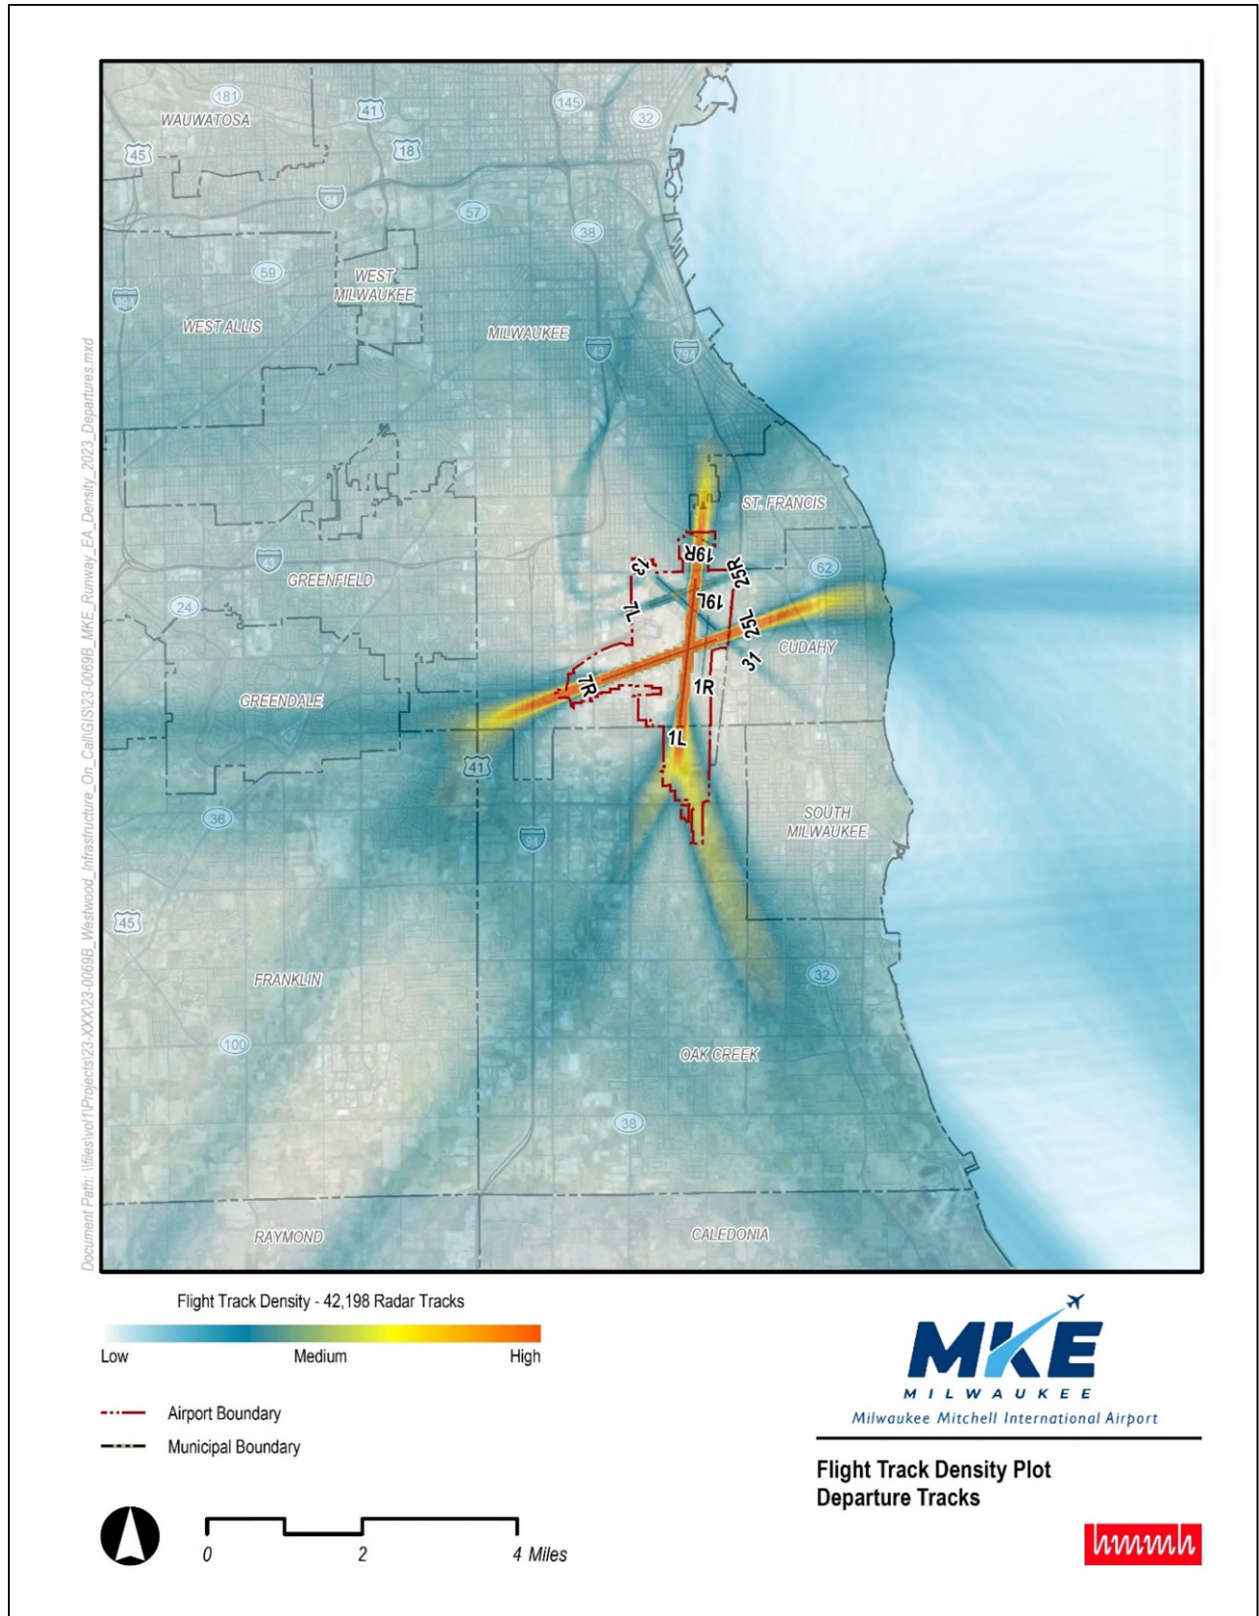 181
WAUWATOSA
41
145
32
45
18
94
57
38
59
WEST
MILWAUKEE
894
WEST ALLIS
MILWAUKEE
43
794
ST. FRANCIS
19R
13
25R
62
43
GREENFIELD
24
7L
19L
25L
CUDAHY
31
7R
1R
GREENDALE
1L
41
36
94
SOUTH
MILWAUKEE
45
FRANKLIN
32
100
OAK CREEK
38
RAYMOND
CALEDONIA
Document Path: \\files\vol1\Projects\23-XXX\23-0069B_Westwood_Infrastructure_On_Call\GIS\23-0069B_MKE_Runway_EA_Density_2023_Departures.mxd
Flight Track Density - 42,198 Radar Tracks
Low Medium High
Airport Boundary
Municipal Boundary
0 2 4 Miles
MKE
MILWAUKEE
Milwaukee Mitchell International Airport
Flight Track Density Plot
Departure Tracks
hmmh